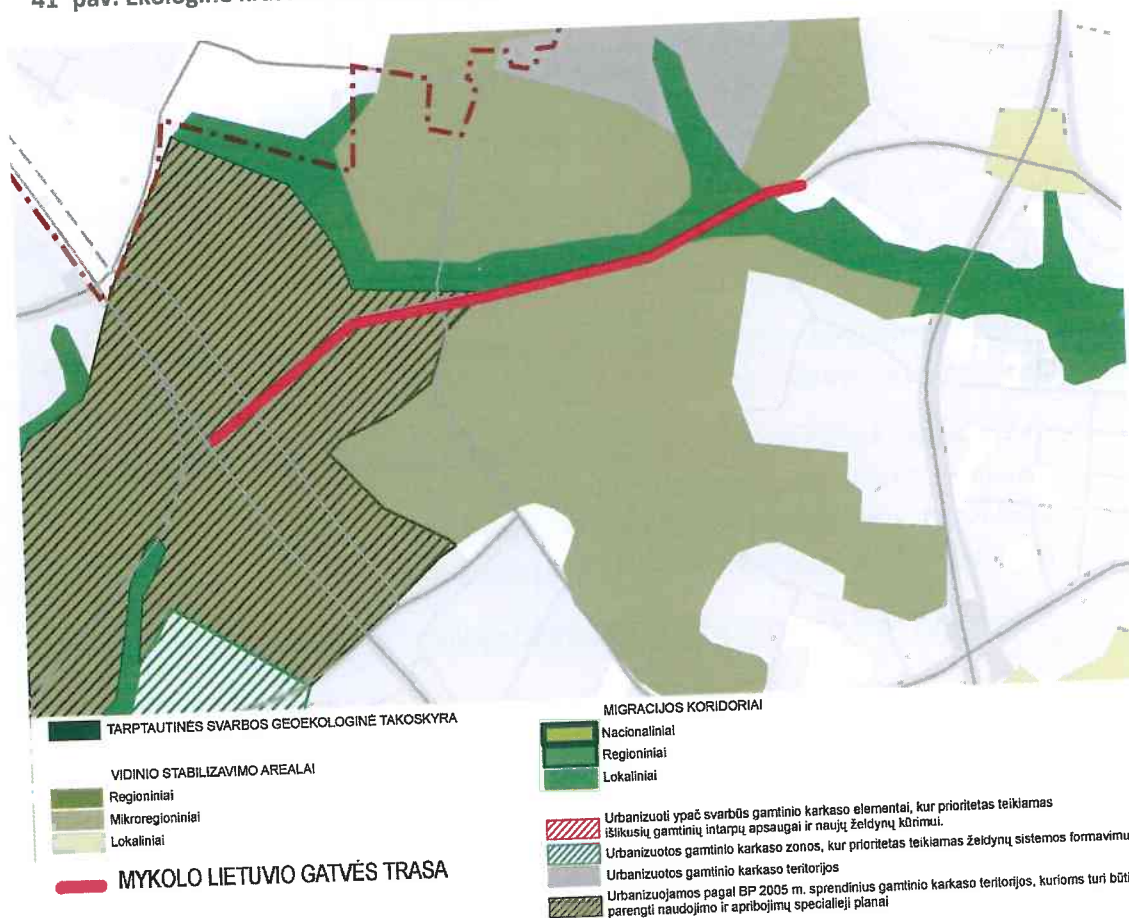 41 pav. Ekologinė
TARPTAUTINĖS SVARBOS GEOEKOLOGINĖ TAKOSKYRA
VIDINIO STABILIZAVIMO AREALAI
Regioniniai
Mikroregioniniai
Lokaliniai
MYKOLO LIETUVIO GATVĖS TRASA
MIGRACIJOS KORIDORIAI
Nacionaliniai
Regioniniai
Lokaliniai
Urbanizuoti ypač svarbūs gamtinio karkaso elementai, kur prioritetas teikiamas
išlikusių gamtinių intarpų apsaugai ir naujų želdynų kūrimui.
Urbanizuotos gamtinio karkaso zonos, kur prioritetas teikiamas želdynų sistemos formavimu
Urbanizuotos gamtinio karkaso teritorijos
Urbanizuojamos pagal BP 2005 m. sprendinius gamtinio karkaso teritorijos, kurioms turi būti
parengti naudojimo ir apribojimų specialieji planai